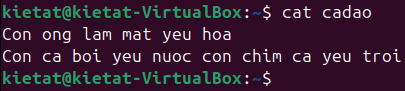 kietat@kietat-VirtualBox:~$ cat cadao
Con ong lam mat yeu hoa
Con ca boi yeu nuoc con chim ca yeu troi
kietat@kietat-VirtualBox:~$